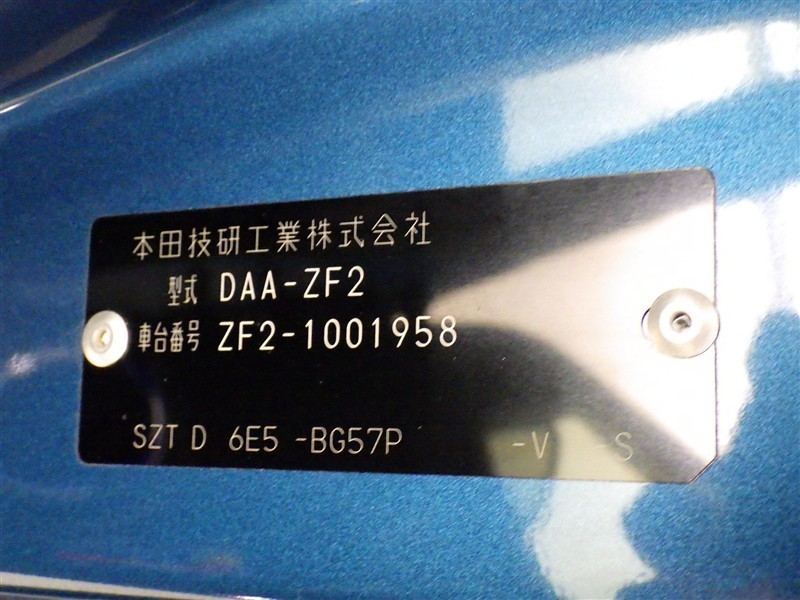 本田技研工業株式会社
型式 DAA-ZF2
車台番号 ZF2-1001958
SZT D 6E5 -BG57P -V -S